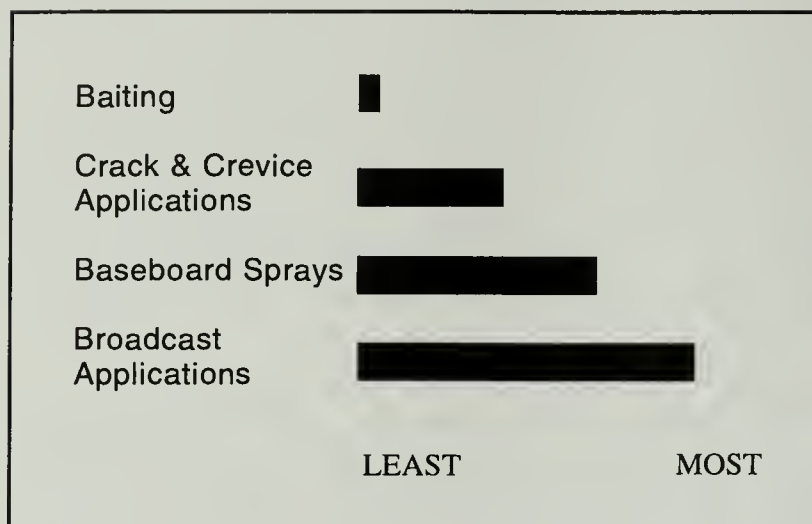 Baiting
Crack & Crevice
Applications
Baseboard Sprays
Broadcast
Applications
LEAST
MOST